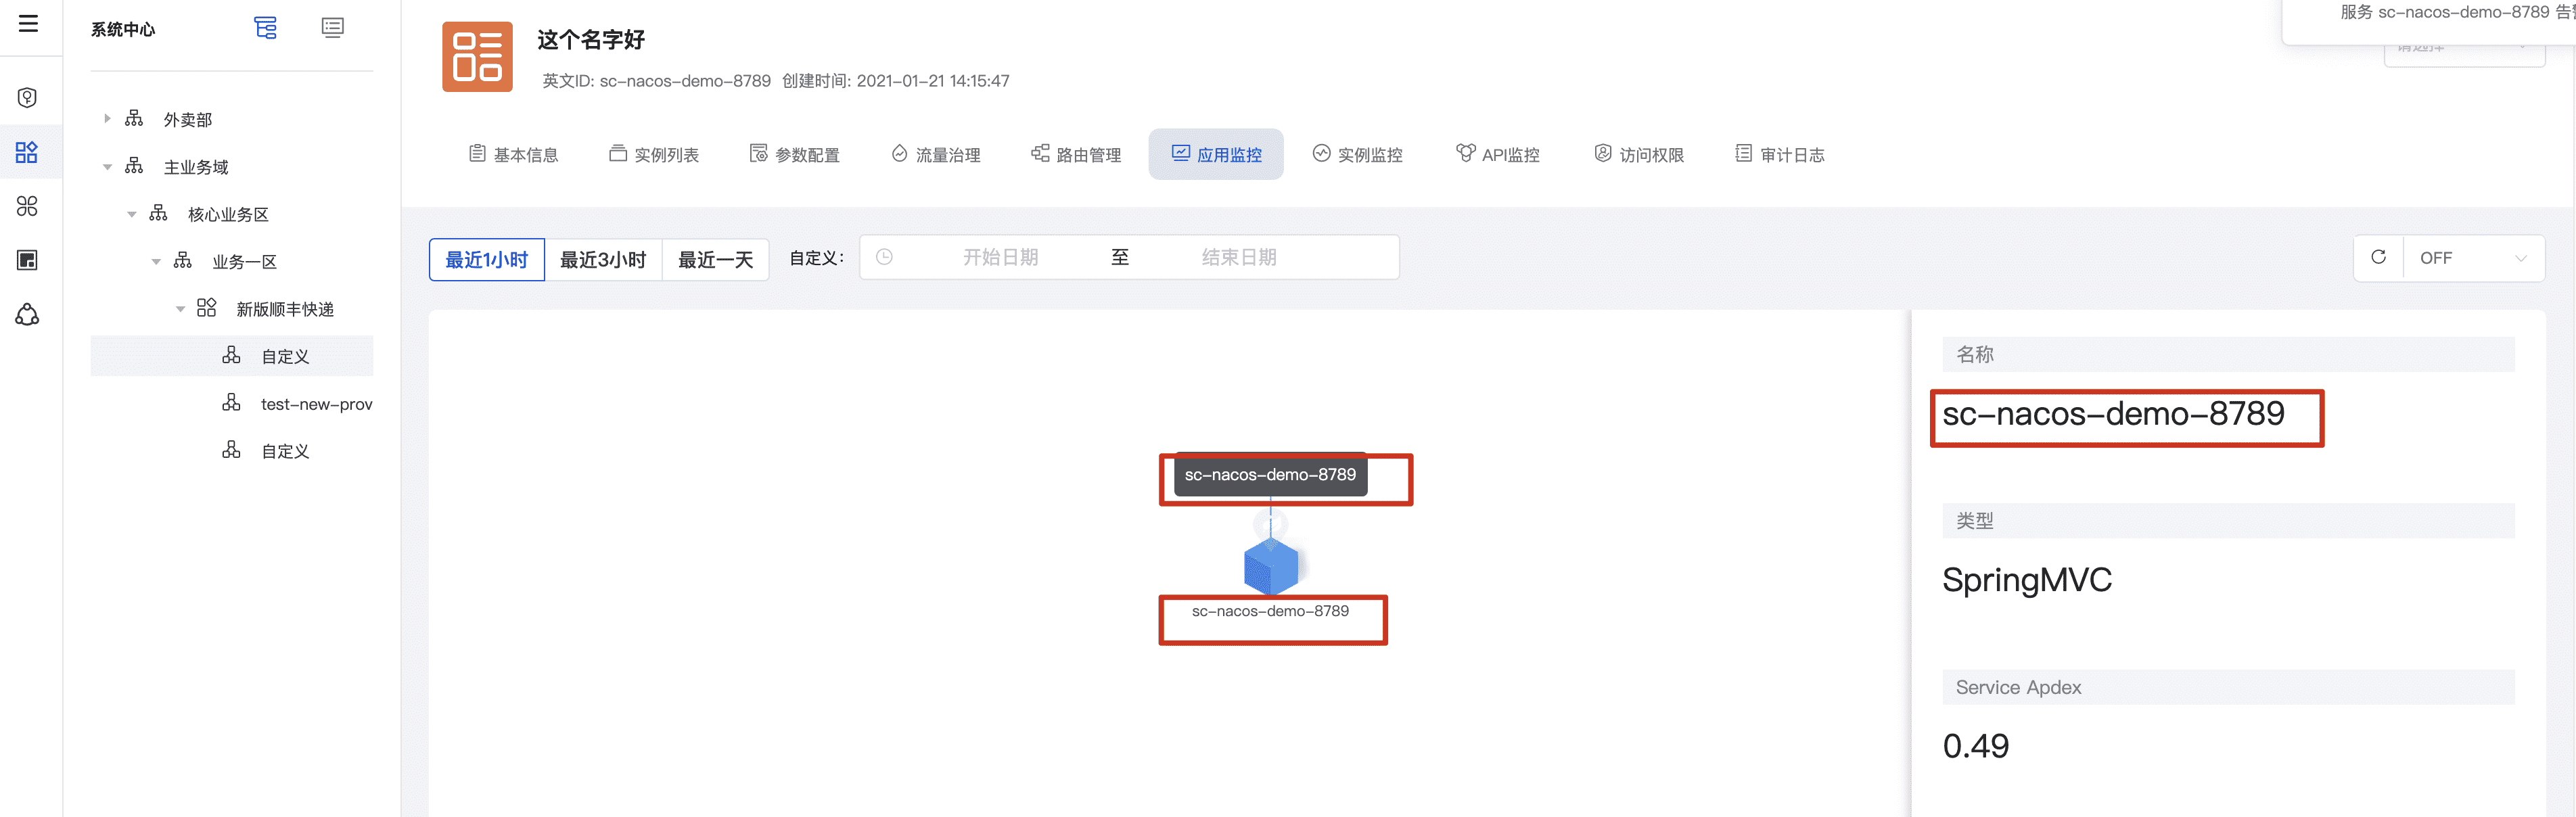 系统中心
外卖部
主业务域
核心业务区
业务一区
新版顺丰快递
自定义
test-new-prov
自定义
服务 sc-nacos-demo-8789
这个名字好
英文ID: sc-nacos-demo-8789 创建时间: 2021-01-21 14:15:47
基本信息 实例列表 参数配置 流量治理 路由管理 应用监控 实例监控 API监控 访问权限 审计日志
最近1小时 最近3小时 最近一天 自定义: 开始日期 至 结束日期 OFF
sc-nacos-demo-8789
sc-nacos-demo-8789
名称
sc-nacos-demo-8789
类型
SpringMVC
Service Apdex
0.49